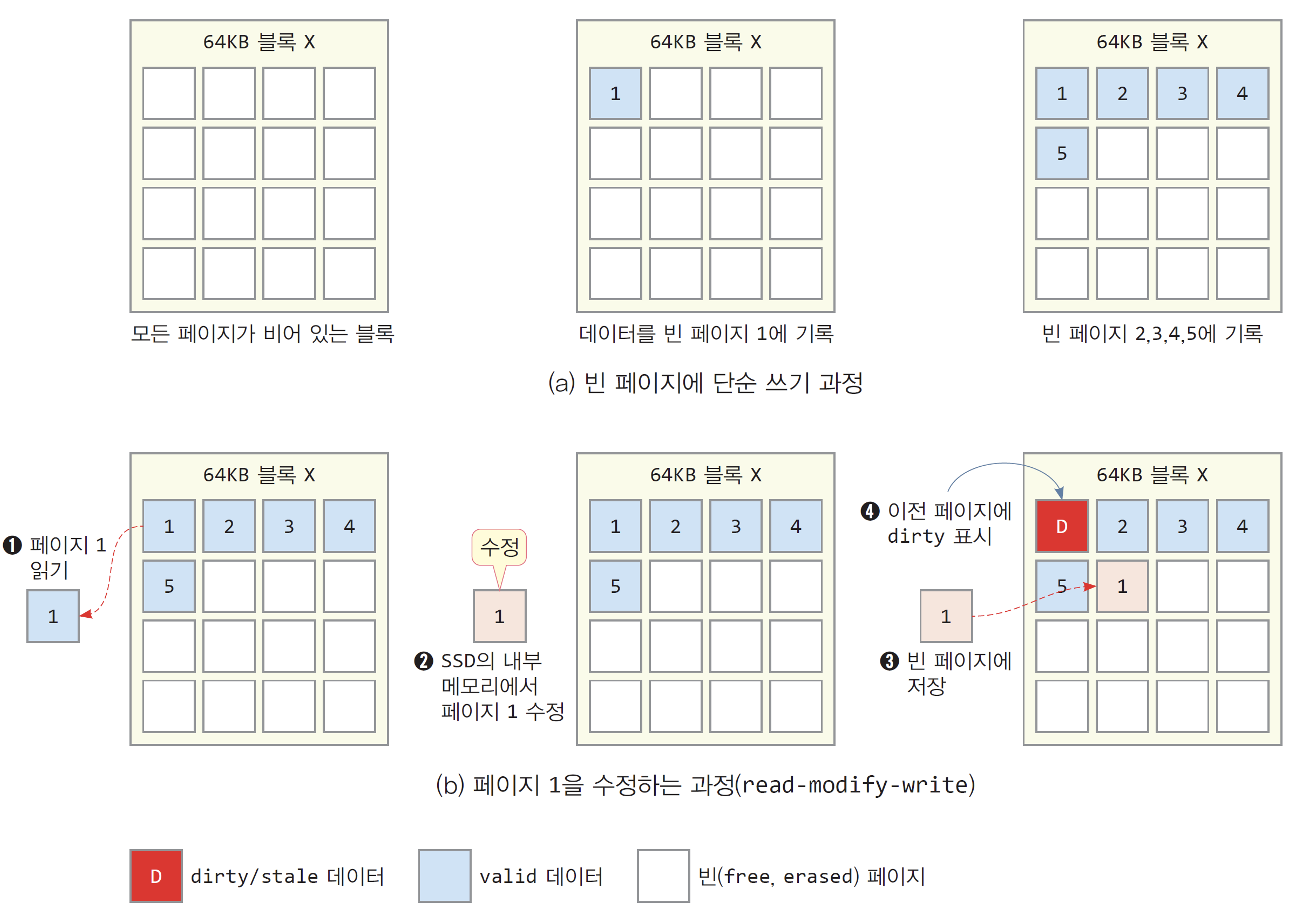 64KB 블록 X
모든 페이지가 비어 있는 블록
64KB 블록 X
1
데이터를 빈 페이지 1에 기록
64KB 블록 X
1 2 3 4
5
빈 페이지 2,3,4,5에 기록
(a) 빈 페이지에 단순 쓰기 과정
❶ 페이지 1
읽기
1
64KB 블록 X
1 2 3 4
5
수정
1
❷ SSD의 내부
메모리에서
페이지 1 수정
64KB 블록 X
1 2 3 4
5
❹ 이전 페이지에
dirty 표시
1
❸ 빈 페이지에
저장
64KB 블록 X
D 2 3 4
5 1
(b) 페이지 1을 수정하는 과정(read-modify-write)
D dirty/stale 데이터
valid 데이터
빈(free, erased) 페이지